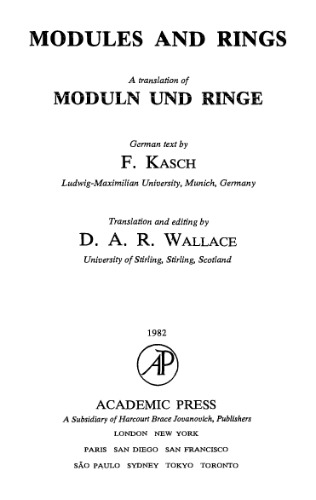 MODULES AND RINGS
A translation of
MODULN UND RINGE
German text by
F. KASCH
Ludwig-Maximilian University, Munich, Germany
Translation and editing by
D. A. R. WALLACE
University of Stirling, Stirling, Scotland
1982
AP
ACADEMIC PRESS
A Subsidiary of Harcourt Brace Jovanovich, Publishers
LONDON NEW YORK
PARIS SAN DIEGO SAN FRANCISCO
SÃO PAULO SYDNEY TOKYO TORONTO